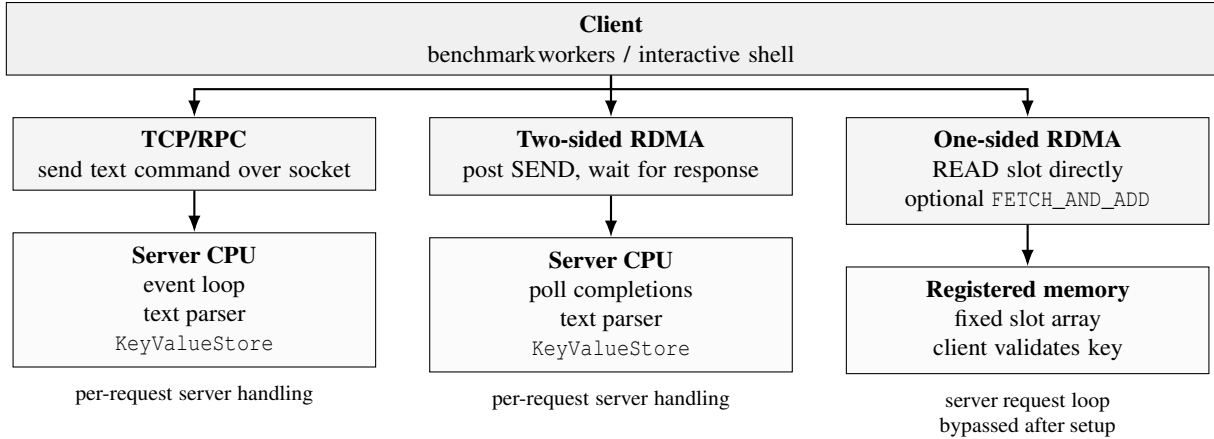 Client
benchmark workers / interactive shell
TCP/RPC
send text command over socket
Two-sided RDMA
post SEND, wait for response
One-sided RDMA
READ slot directly
optional FETCH_AND_ADD
Server CPU
event loop
text parser
KeyValueStore
Server CPU
poll completions
text parser
KeyValueStore
Registered memory
fixed slot array
client validates key
per-request server handling
per-request server handling
server request loop
bypassed after setup